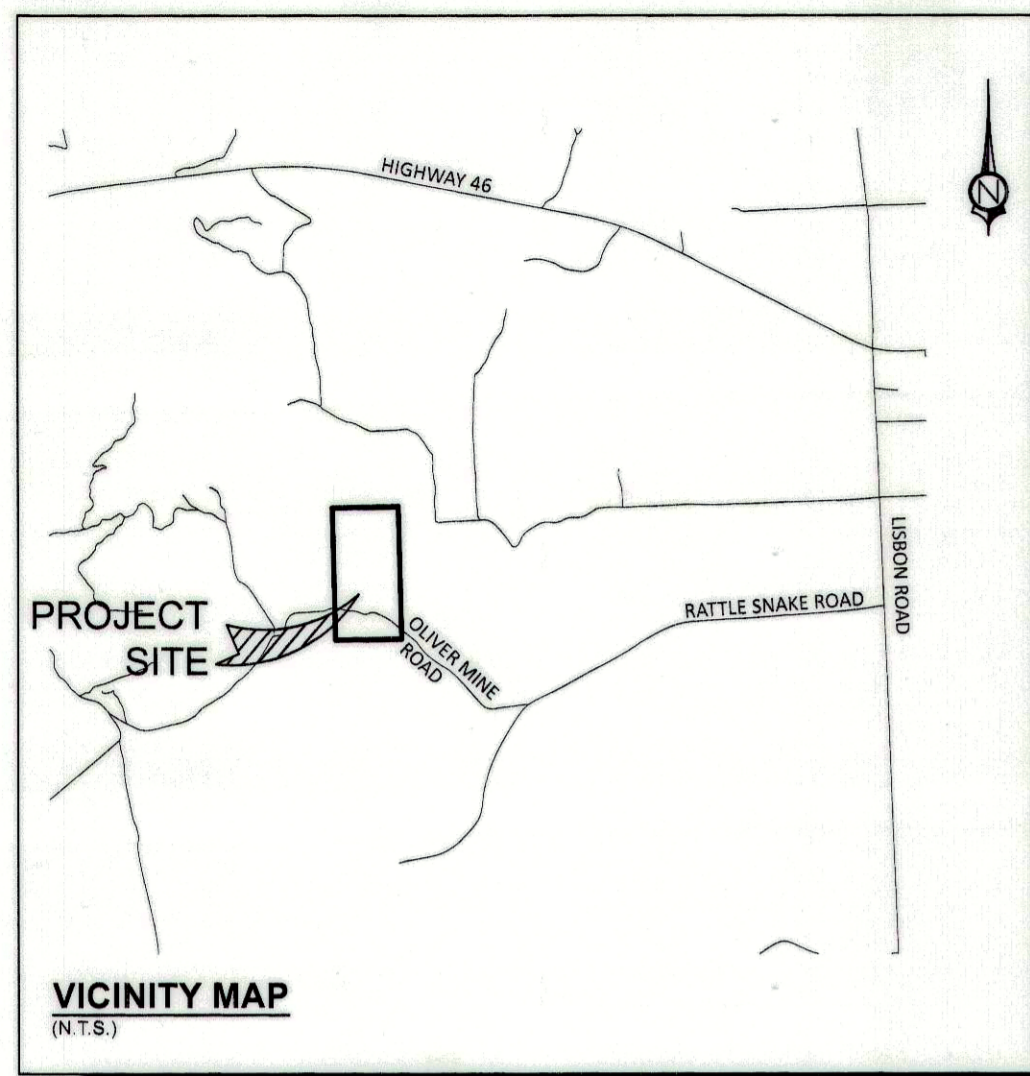 HIGHWAY 46
N
LISBON ROAD
RATTLE SNAKE ROAD
PROJECT
SITE
OLIVER MINE
ROAD
VICINITY MAP
(N.T.S.)